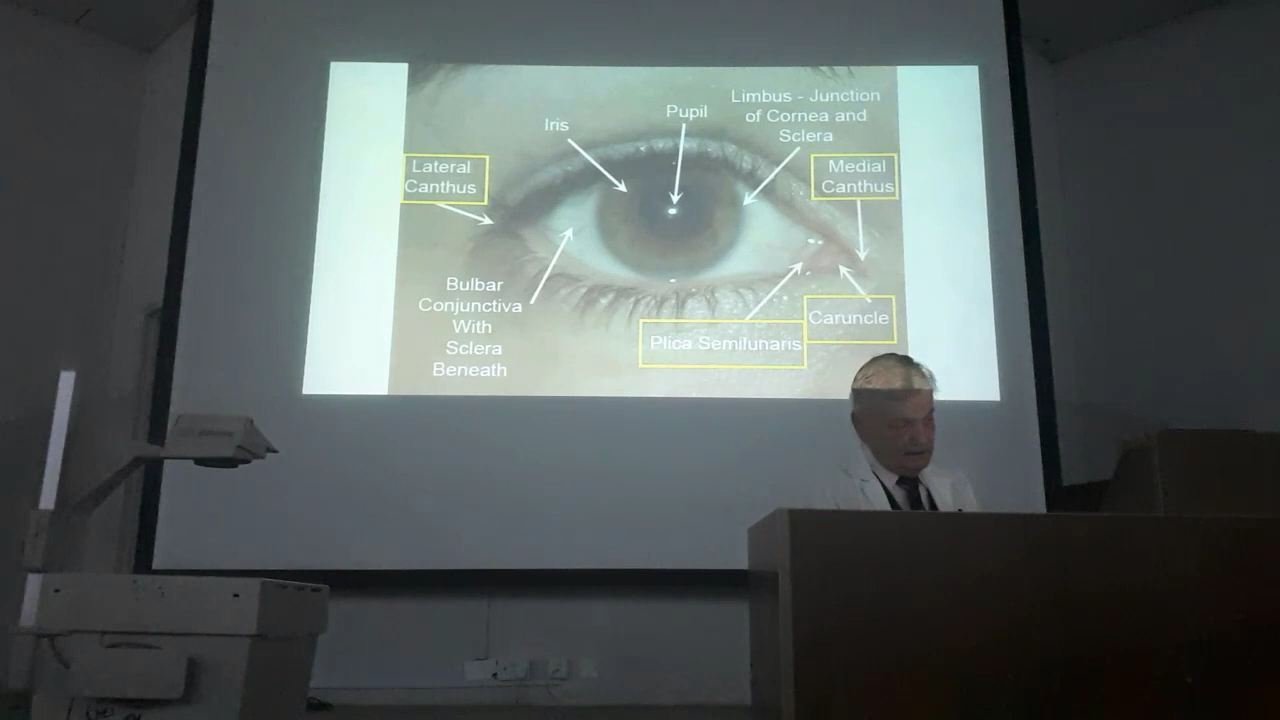 Iris
Pupil
Limbus - Junction
of Cornea and
Sclera
Lateral
Canthus
Medial
Canthus
Bulbar
Conjunctiva
With
Sclera
Beneath
Plica Semilunaris
Caruncle